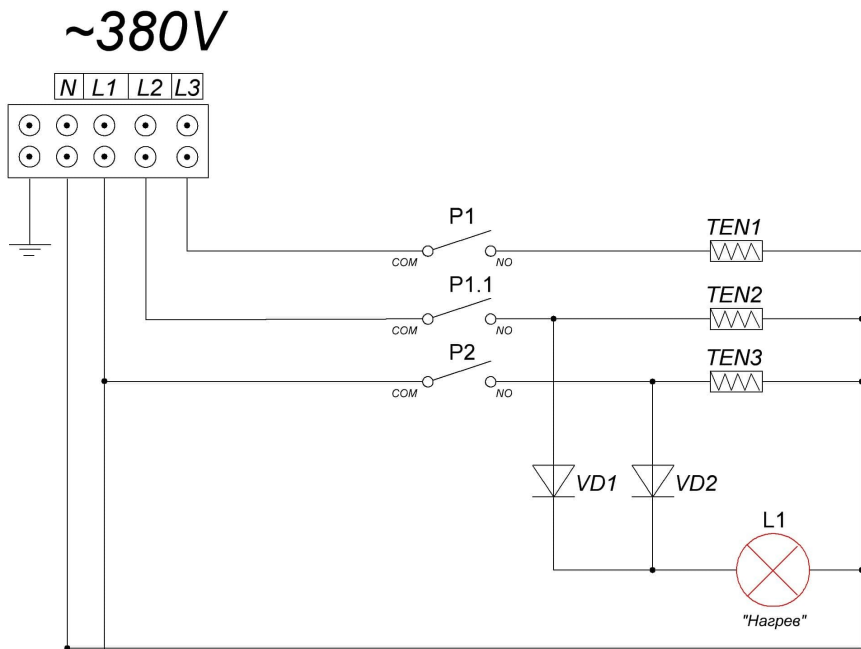 ~380V
N L1 L2 L3
P1
TEN1
COM
NO
P1.1
TEN2
COM
NO
P2
TEN3
COM
NO
VD1
VD2
L1
"Нагрев"